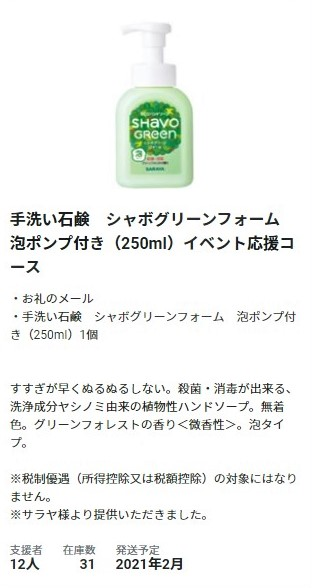 SHAVO
GREEN
SARAYA
手洗い石鹸　シャボグリーンフォーム
泡ポンプ付き（250ml）イベント応援コ
ース
・お礼のメール
・手洗い石鹸　シャボグリーンフォーム　泡ポンプ付
き（250ml）1個
すすぎが早くぬるぬるしない。殺菌・消毒が出来る、
洗浄成分ヤシノミ由来の植物性ハンドソープ。無着
色。グリーンフォレストの香り＜微香性＞。泡タイ
プ。
※税制優遇（所得控除又は税額控除）の対象にはなり
ません。
※サラヤ様より提供いただきました。
支援者　在庫数　発送予定
12人　31　2021年2月